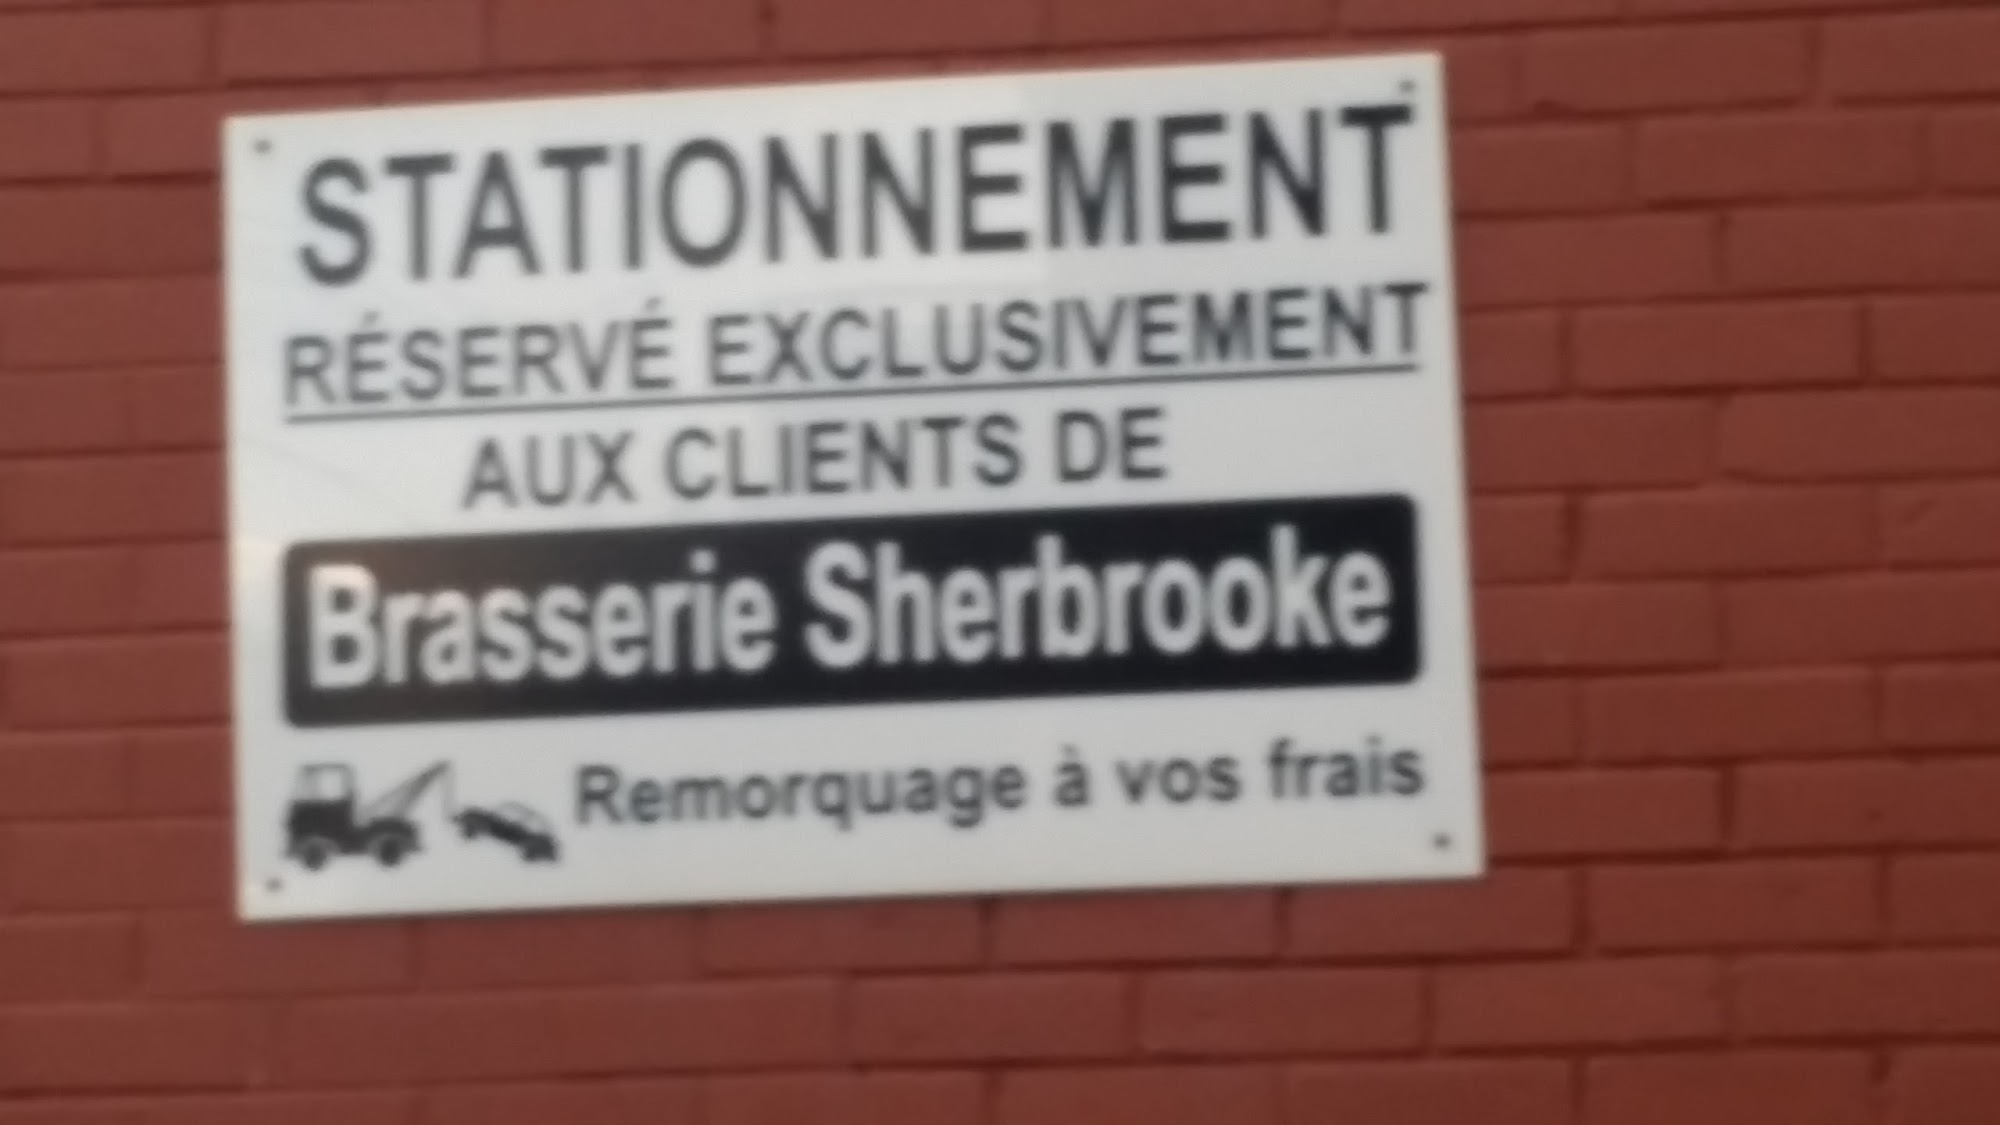 STATIONNEMENT
RÉSERVÉ EXCLUSIVEMENT
AUX CLIENTS DE
Brasserie Sherbrooke
Remorquage à vos frais